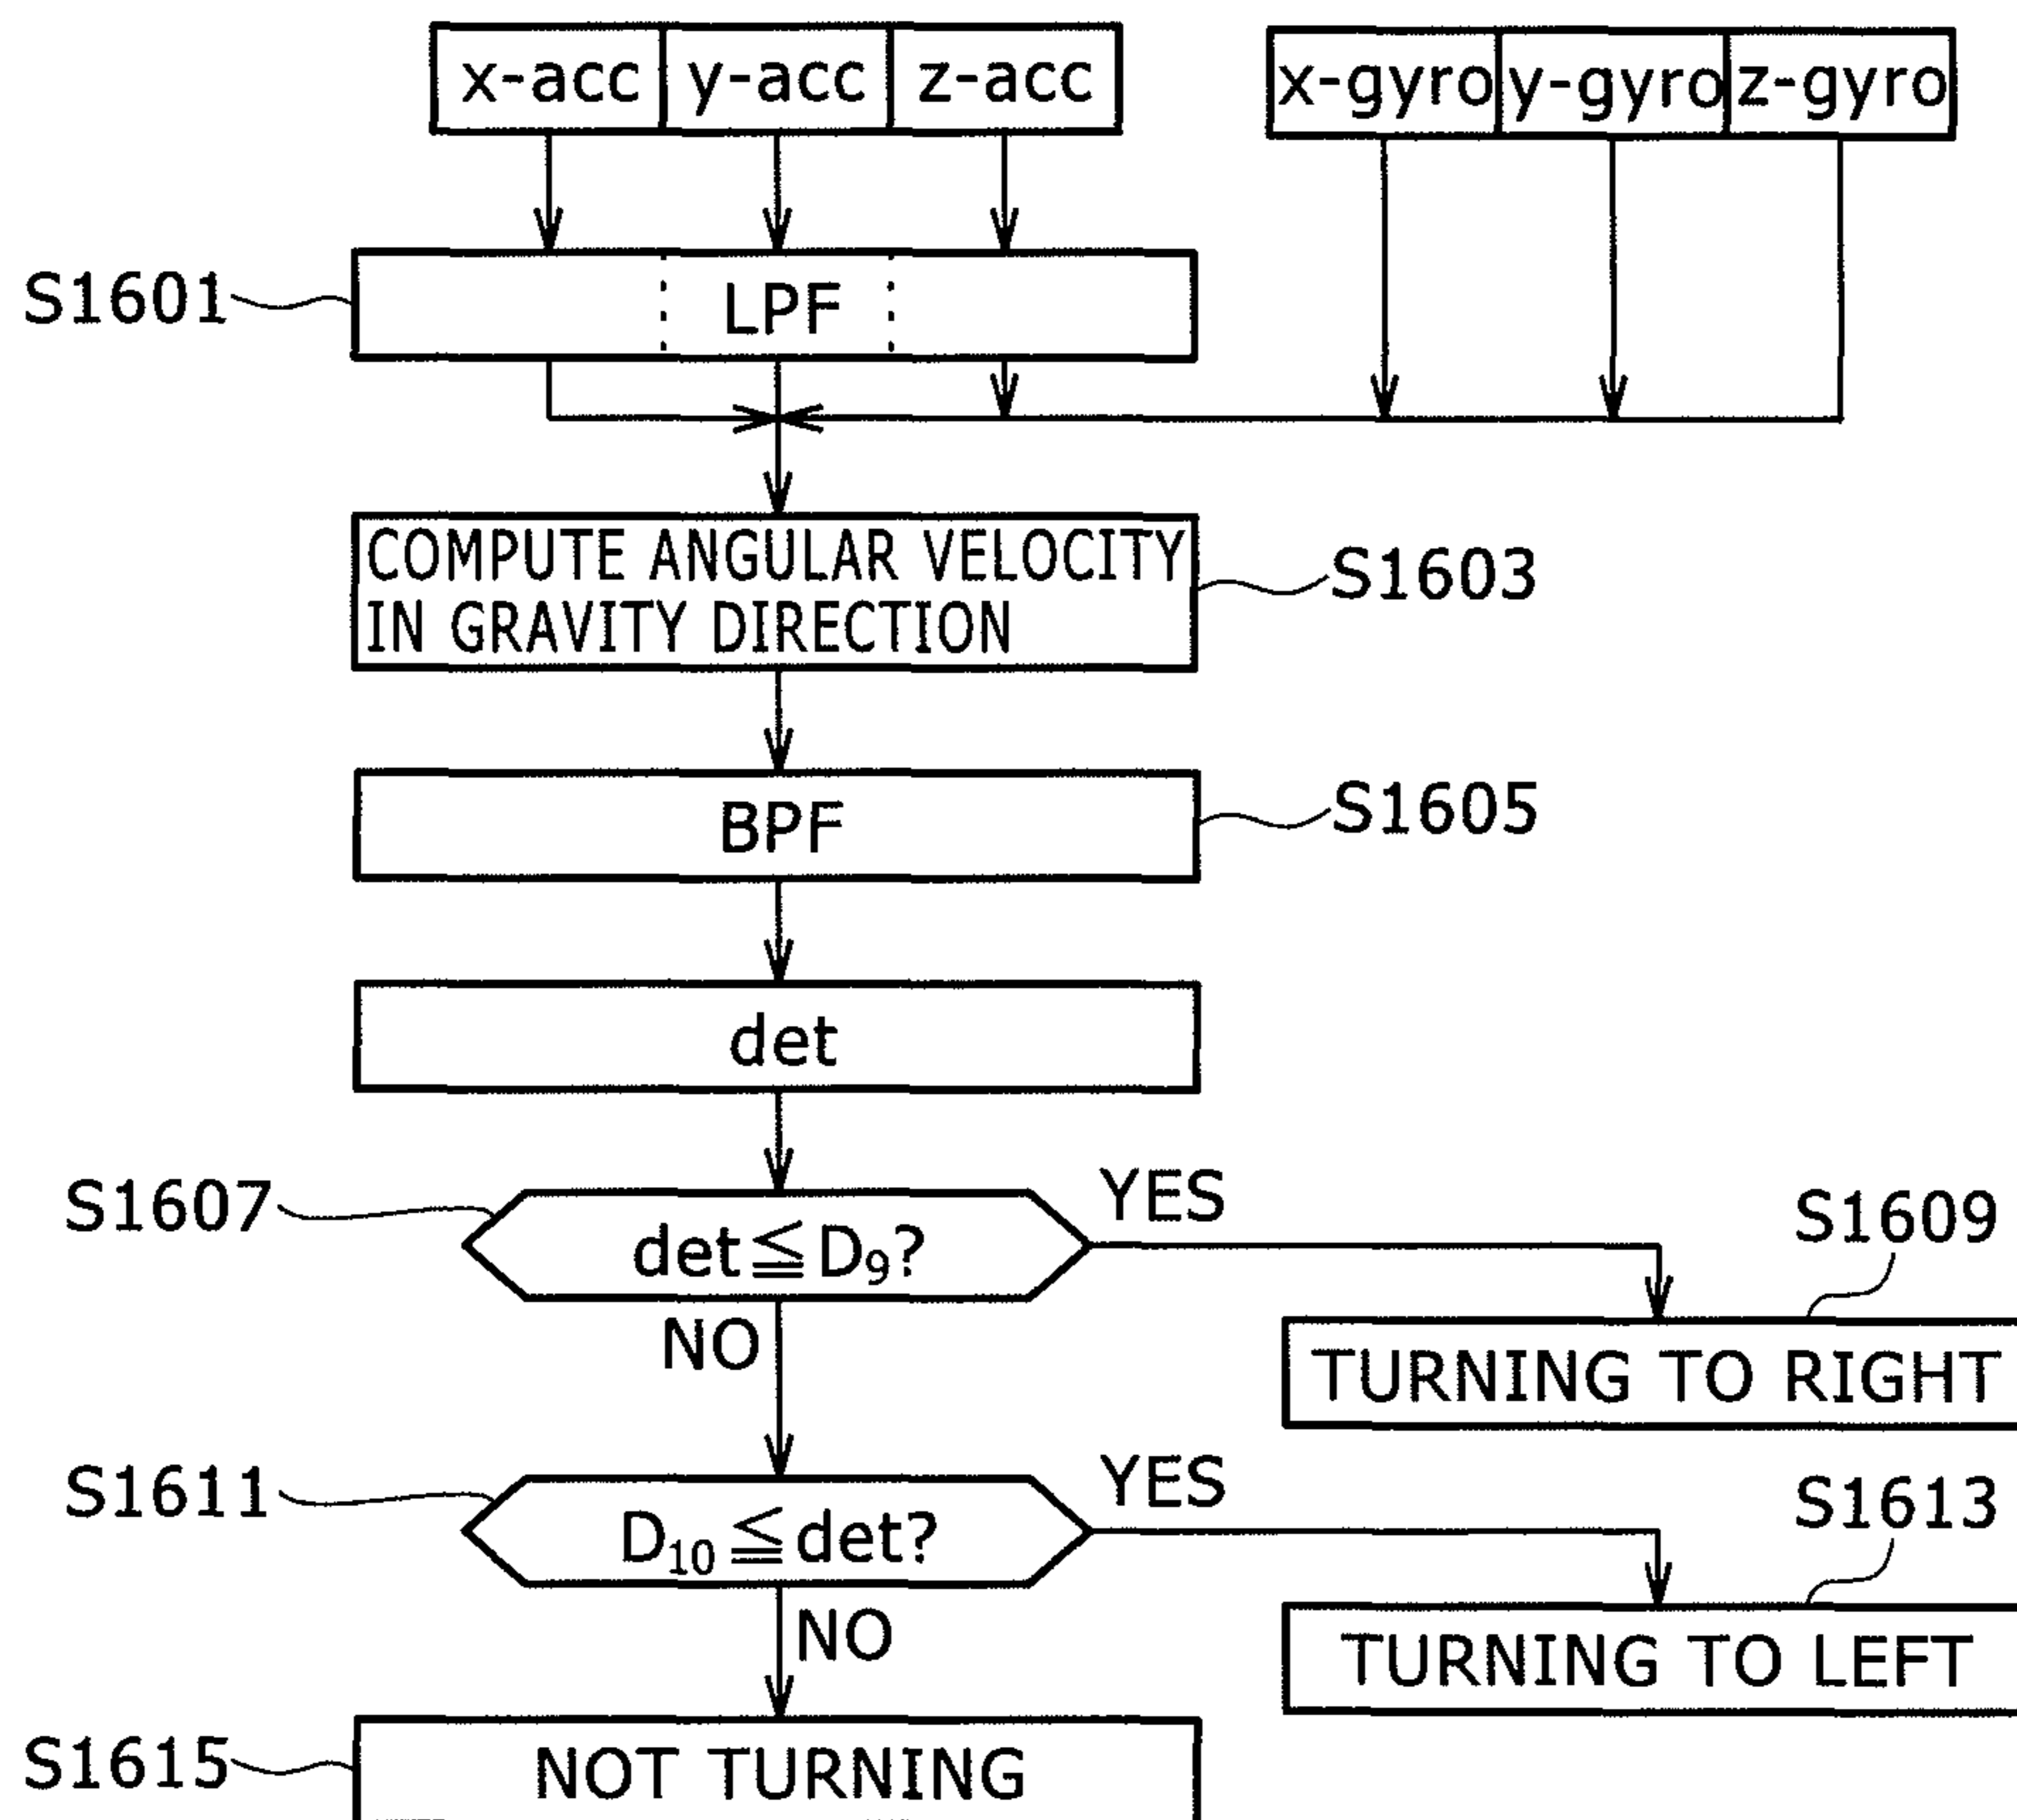 x-acc y-acc z-acc
x-gyro y-gyro z-gyro
S1601
LPF
COMPUTE ANGULAR VELOCITY
IN GRAVITY DIRECTION
S1603
BPF
S1605
det
S1607
det≦D9?
YES
S1609
NO
TURNING TO RIGHT
S1611
D10≦det?
YES
S1613
NO
TURNING TO LEFT
S1615
NOT TURNING